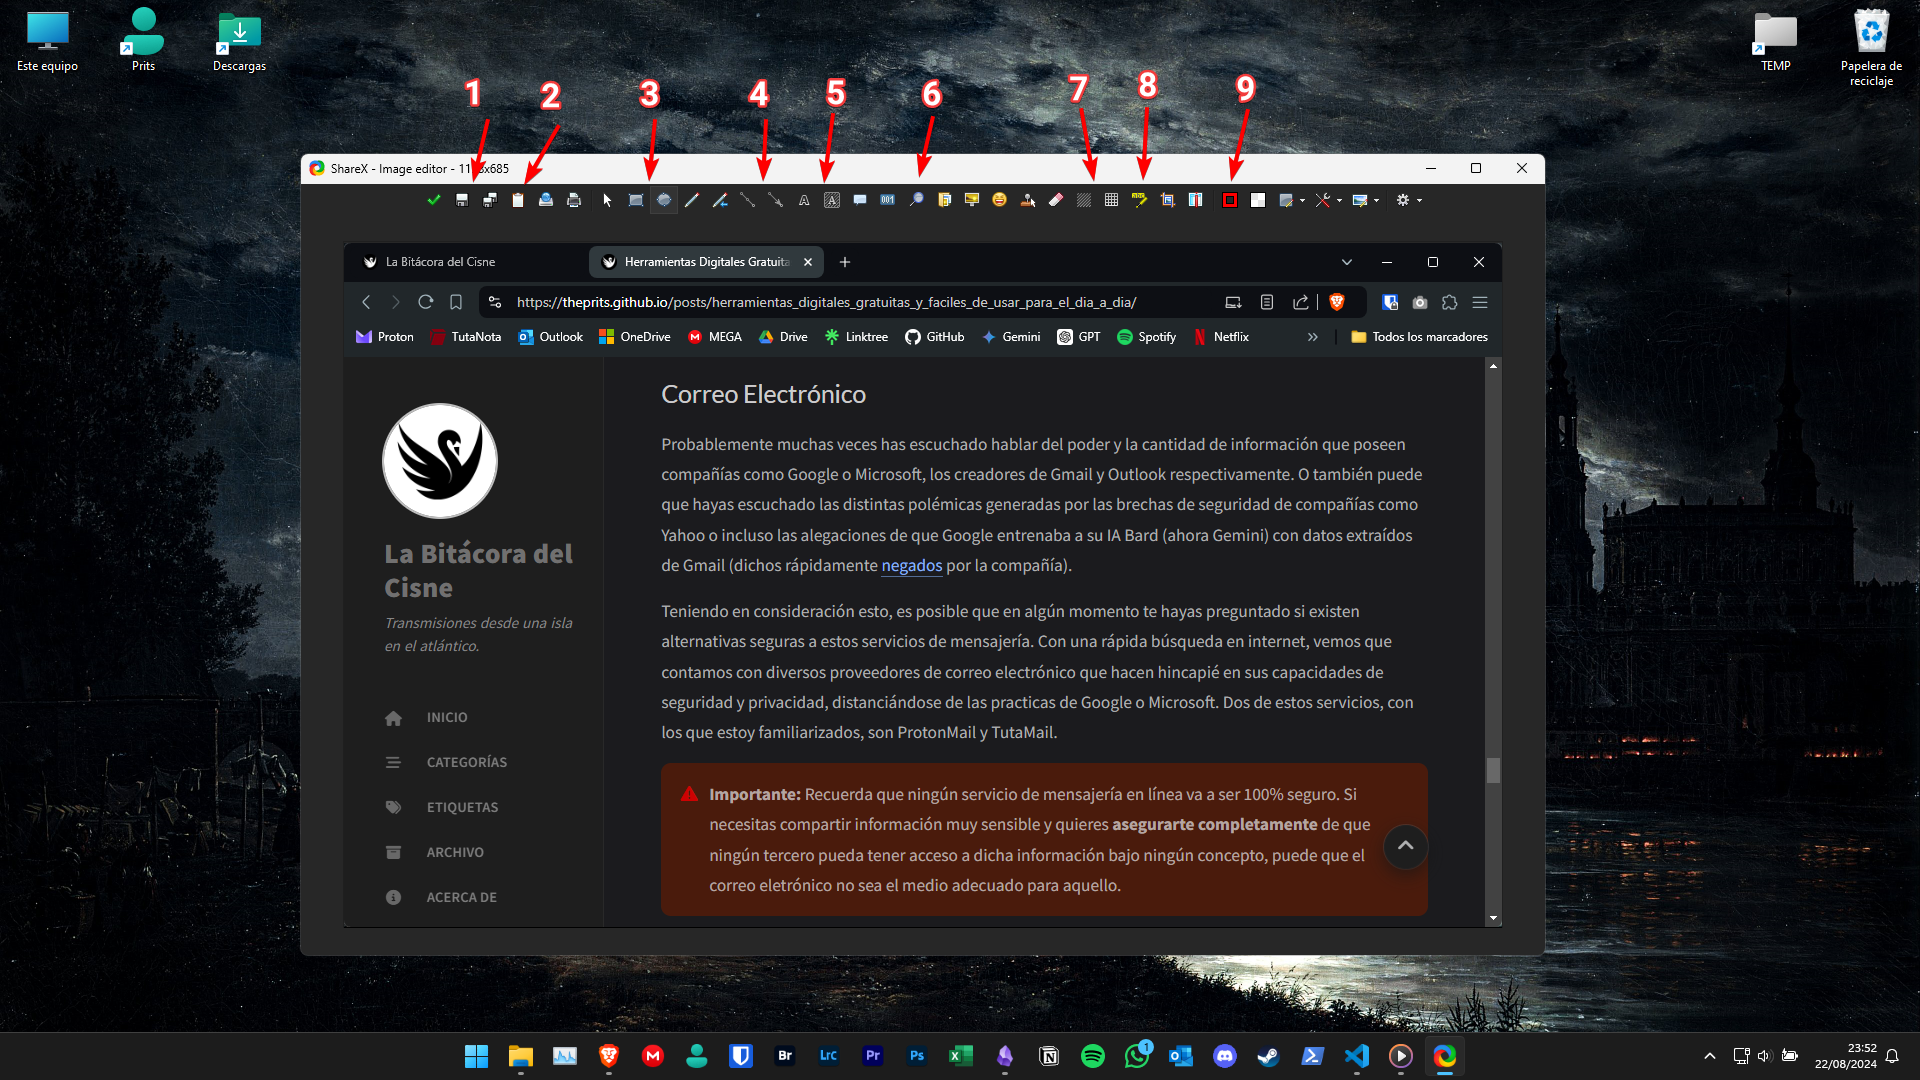 Este equipo
Prits
Descargas
TEMP
Papelera de
reciclaje
1
2
3
4
5
6
7
8
9
ShareX - Image editor - 11 x685
A
A
001
La Bitácora del Cisne
Herramientas Digitales Gratuita
https://theprits.github.io/posts/herramientas_digitales_gratuitas_y_faciles_de_usar_para_el_dia_a_dia/
Proton
TutaNota
Outlook
OneDrive
MEGA
Drive
Linktree
GitHub
Gemini
GPT
Spotify
Netflix
Todos los marcadores
La Bitácora del
Cisne
Transmisiones desde una isla
en el atlántico.
INICIO
CATEGORÍAS
ETIQUETAS
ARCHIVO
ACERCA DE
Correo Electrónico
Probablemente muchas veces has escuchado hablar del poder y la cantidad de información que poseen
compañías como Google o Microsoft, los creadores de Gmail y Outlook respectivamente. O también puede
que hayas escuchado las distintas polémicas generadas por las brechas de seguridad de compañías como
Yahoo o incluso las alegaciones de que Google entrenaba a su IA Bard (ahora Gemini) con datos extraídos
de Gmail (dichos rápidamente negados por la compañía).
Teniendo en consideración esto, es posible que en algún momento te hayas preguntado si existen
alternativas seguras a estos servicios de mensajería. Con una rápida búsqueda en internet, vemos que
contamos con diversos proveedores de correo electrónico que hacen hincapié en sus capacidades de
seguridad y privacidad, distanciándose de las practicas de Google o Microsoft. Dos de estos servicios, con
los que estoy familiarizados, son ProtonMail y TutaMail.
Importante: Recuerda que ningún servicio de mensajería en línea va a ser 100% seguro. Si
necesitas compartir información muy sensible y quieres asegurarte completamente de que
ningún tercero pueda tener acceso a dicha información bajo ningún concepto, puede que el
correo eletrónico no sea el medio adecuado para aquello.
Br
LrC
Pr
Ps
1
23:52
22/08/2024